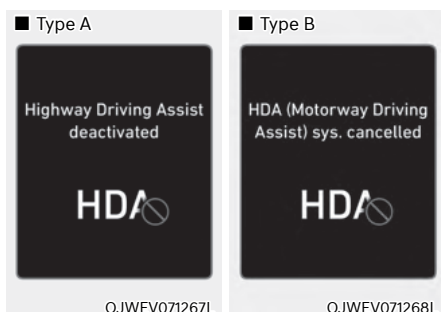 ■ Type A
Highway Driving Assist
deactivated
HDA
OJWEV071267L
■ Type B
HDA (Motorway Driving
Assist) sys. cancelled
HDA
OJWEV071268L